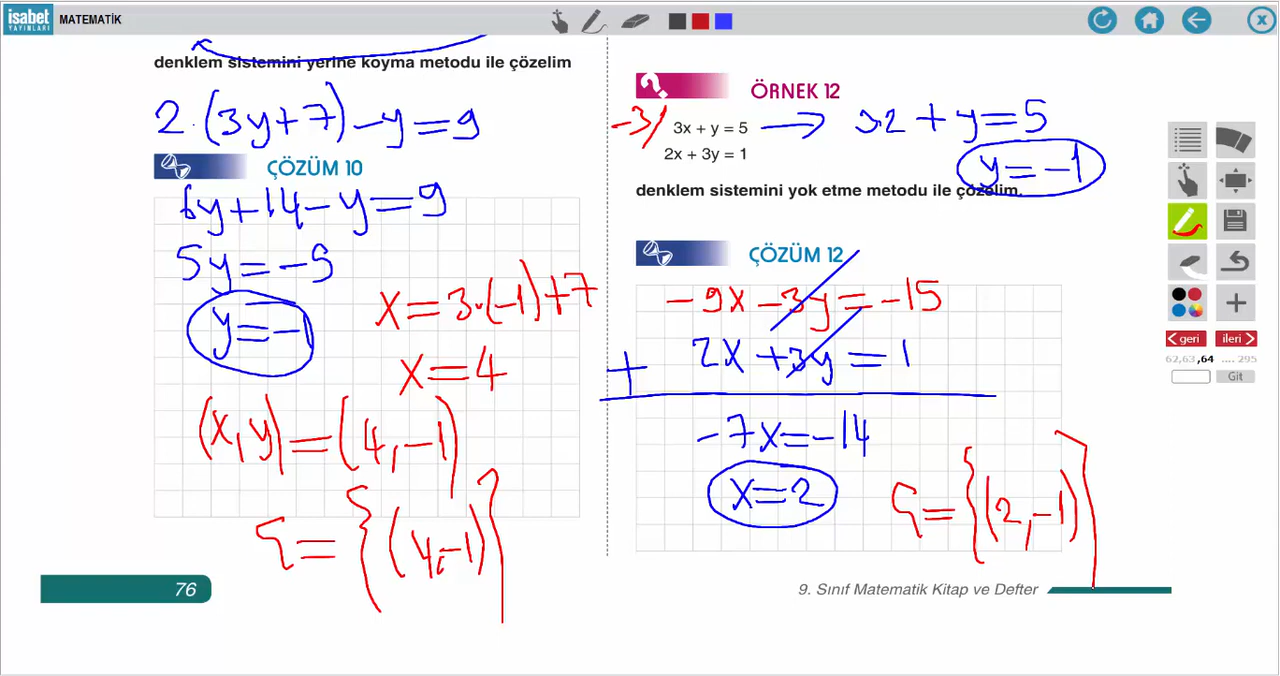 isabet
YAYINLARI
MATEMATİK
denklem sistemini yerine koyma metodu ile çözelim
2.(3y+7)-y=9
ÇÖZÜM 10
6y+14-y=9
5y=-5
y=-1
x=3.(-1)+7
x=4
(x,y)=(4,-1)
Ç={(4,-1)}
76
ÖRNEK 12
-3/ 3x + y = 5 → 3.2+y=5
2x + 3y = 1
y=-1
denklem sistemini yok etme metodu ile çözelim.
ÇÖZÜM 12
-9x-3y=-15
+ 2x+3y=1
-7x=-14
x=2
Ç={(2,-1)}
9. Sınıf Matematik Kitap ve Defter
geri
ileri
62,63,64 .... 295
Git